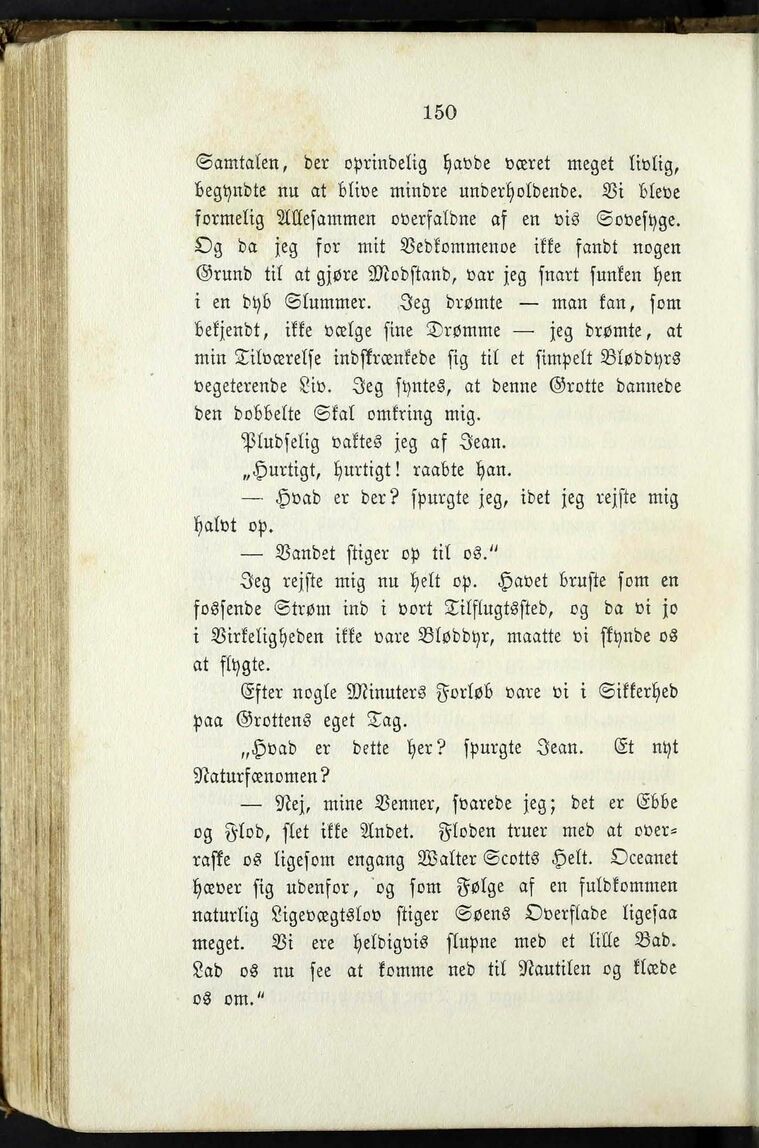 150
Samtalen, der oprindelig havde været meget livlig,
begyndte nu at blive mindre underholdende. Vi bleve
formelig Allesammen overfaldne af en vis Sovesyge.
Og da jeg for mit Vedkommenoe ikke fandt nogen
Grund til at gjøre Modstand, var jeg snart sunken hen
i en dyb Slummer. Jeg drømte — man kan, som
bekjendt, ikke vælge sine Drømme — jeg drømte, at
min Tilværelse indskrænkede sig til et simpelt Bløddyrs
vegeterende Liv. Jeg syntes, at denne Grotte dannede
den dobbelte Skal omkring mig.
Pludselig vaktes jeg af Jean.
„Hurtigt, hurtigt! raabte han.
— Hvad er der? spurgte jeg, idet jeg rejste mig
halvt op.
— Vandet stiger op til os."
Jeg rejste mig nu helt op. Havet bruste som en
fossende Strøm ind i vort Tilflugtssted, og da vi jo
i Virkeligheden ikke vare Bløddyr, maatte vi skynde os
at flygte.
Efter nogle Minuters Forløb vare vi i Sikkerhed
paa Grottens eget Tag.
„Hvad er dette her? spurgte Jean. Et nyt
Naturfænomen?
— Nej, mine Venner, svarede jeg; det er Ebbe
og Flod, slet ikke Andet. Floden truer med at over-
raske os ligesom engang Walter Scotts Helt. Oceanet
hæver sig udenfor, og som Følge af en fuldkommen
naturlig Ligevægtslov stiger Søens Overflade ligesaa
meget. Vi ere heldigvis slupne med et lille Bad.
Lad os nu see at komme ned til Nautilen og klæde
os om."